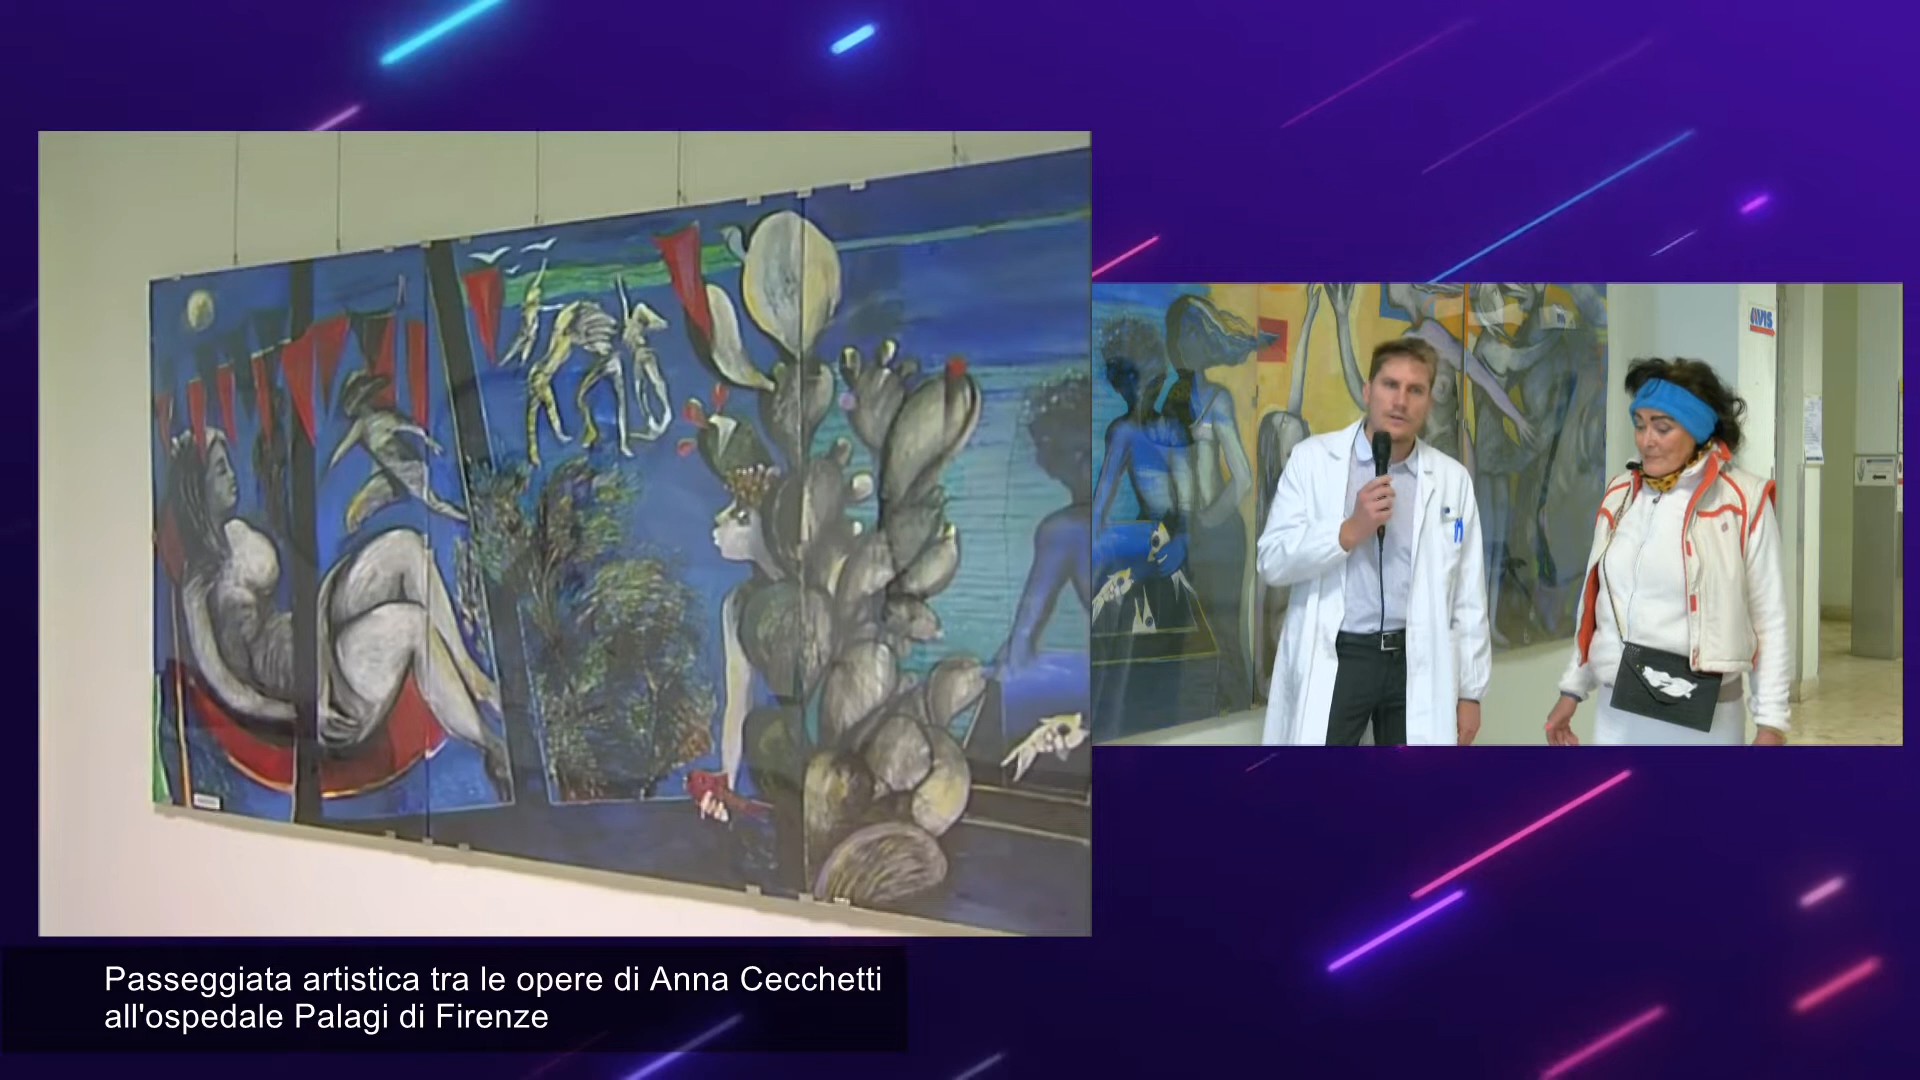 AVIS
Passeggiata artistica tra le opere di Anna Cecchetti
all'ospedale Palagi di Firenze